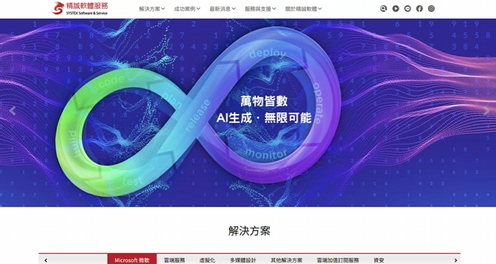 精誠軟體服務
SYSTEX Software & Service
解決方案
成功案例
最新消息
服務與支援
關於精誠軟體
code
release
deploy
operate
monitor
test
萬物皆數
AI生成．無限可能
解決方案
Microsoft 微軟
雲端服務
虛擬化
多媒體設計
其他解決方案
雲端加值訂閱服務
資安